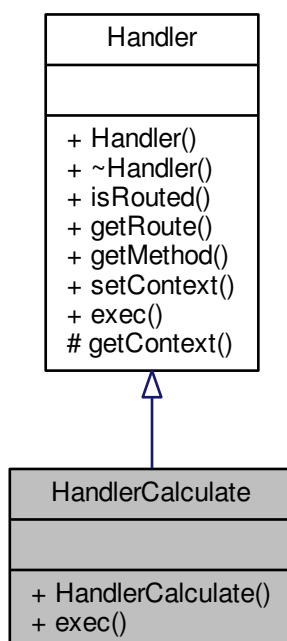 Handler
+ Handler()
+ ~Handler()
+ isRouted()
+ getRoute()
+ getMethod()
+ setContext()
+ exec()
# getContext()
HandlerCalculate
+ HandlerCalculate()
+ exec()